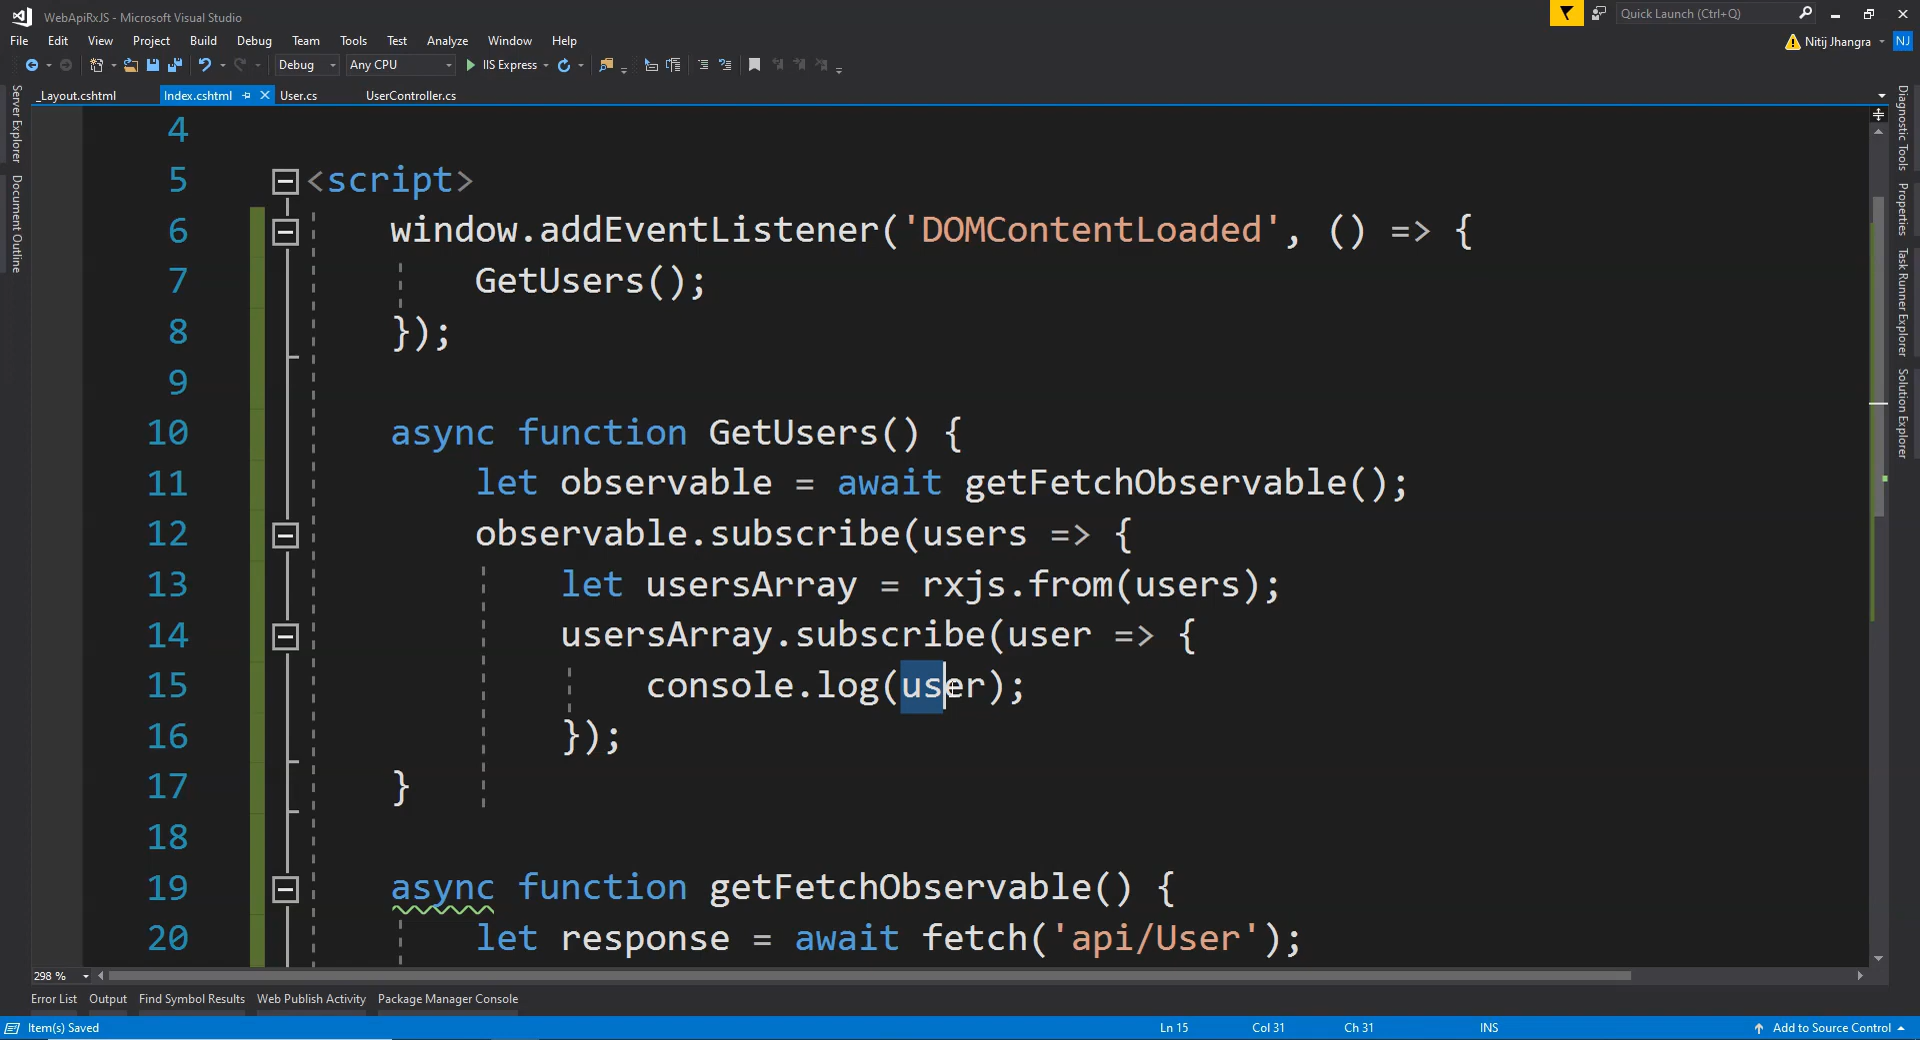 WebApiRxJS - Microsoft Visual Studio
Quick Launch (Ctrl+Q)
File Edit View Project Build Debug Team Tools Test Analyze Window Help
Nitij Jhangra NJ
Debug Any CPU IIS Express
_Layout.cshtml Index.cshtml User.cs UserController.cs
Server Explorer
Document Outline
Diagnostic Tools
Properties
Task Runner Explorer
Solution Explorer
4
5 <script>
6 window.addEventListener('DOMContentLoaded', () => {
7 GetUsers();
8 });
9
10 async function GetUsers() {
11 let observable = await getFetchObservable();
12 observable.subscribe(users => {
13 let usersArray = rxjs.from(users);
14 usersArray.subscribe(user => {
15 console.log(user);
16 });
17 }
18
19 async function getFetchObservable() {
20 let response = await fetch('api/User');
298 %
Error List Output Find Symbol Results Web Publish Activity Package Manager Console
Item(s) Saved Ln 15 Col 31 Ch 31 INS Add to Source Control